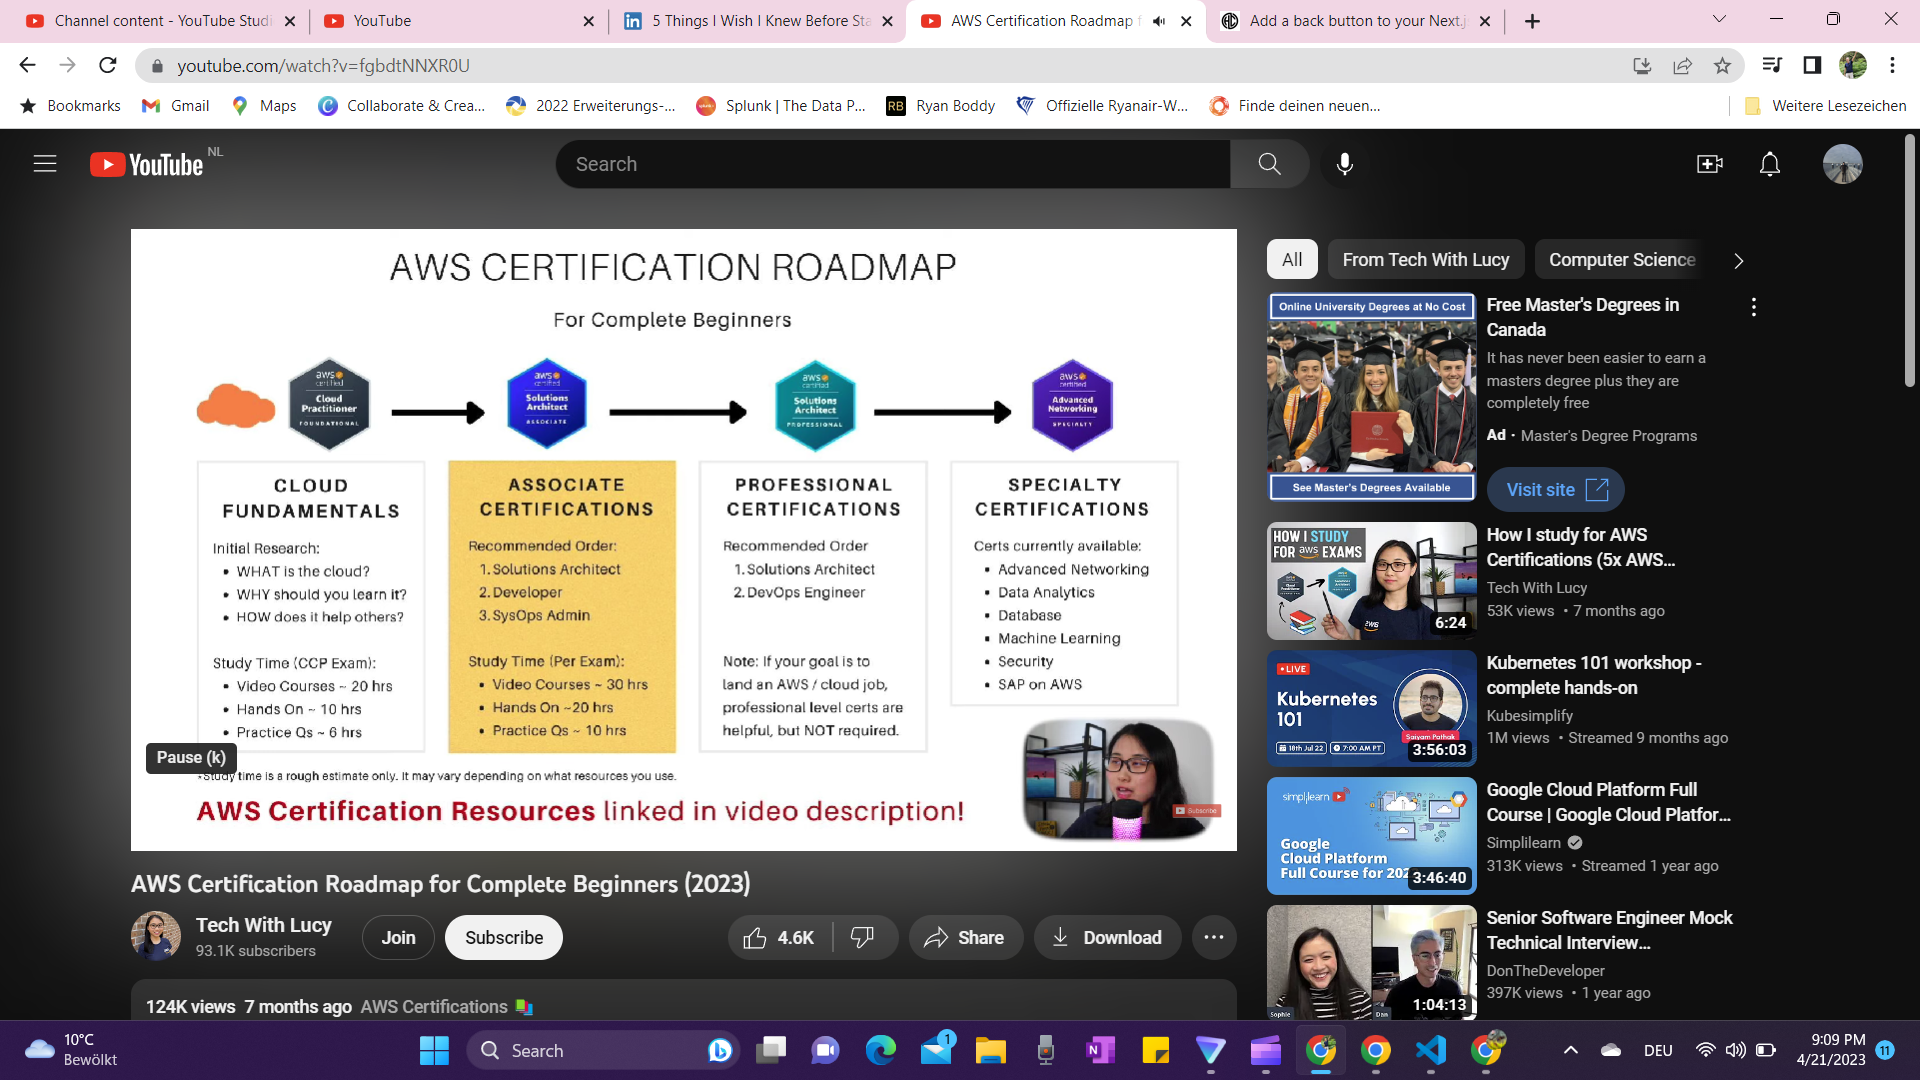 Channel content - YouTube Studi
YouTube
5 Things I Wish I Knew Before Sta
AWS Certification Roadmap f
Add a back button to your Next.j
youtube.com/watch?v=fgbdtNNXR0U
Bookmarks
Gmail
Maps
Collaborate & Crea...
2022 Erweiterungs-...
Splunk | The Data P...
RB
Ryan Boddy
Offizielle Ryanair-W...
Finde deinen neuen...
Weitere Lesezeichen
YouTube NL
Search
AWS CERTIFICATION ROADMAP
For Complete Beginners
aws certified
Cloud
Practitioner
FOUNDATIONAL
aws certified
Solutions
Architect
ASSOCIATE
aws certified
Solutions
Architect
PROFESSIONAL
aws certified
Advanced
Networking
SPECIALTY
CLOUD
FUNDAMENTALS
Initial Research:
• WHAT is the cloud?
• WHY should you learn it?
• HOW does it help others?
Study Time (CCP Exam):
• Video Courses ~ 20 hrs
• Hands On ~ 10 hrs
• Practice Qs ~ 6 hrs
ASSOCIATE
CERTIFICATIONS
Recommended Order:
1. Solutions Architect
2. Developer
3. SysOps Admin
Study Time (Per Exam):
• Video Courses ~ 30 hrs
• Hands On ~20 hrs
• Practice Qs ~ 10 hrs
PROFESSIONAL
CERTIFICATIONS
Recommended Order
1. Solutions Architect
2. DevOps Engineer
Note: If your goal is to
land an AWS / cloud job,
professional level certs are
helpful, but NOT required.
SPECIALTY
CERTIFICATIONS
Certs currently available:
• Advanced Networking
• Data Analytics
• Database
• Machine Learning
• Security
• SAP on AWS
Pause (k)
*Study time is a rough estimate only. It may vary depending on what resources you use.
AWS Certification Resources linked in video description!
Subscribe
AWS Certification Roadmap for Complete Beginners (2023)
Tech With Lucy
93.1K subscribers
Join
Subscribe
4.6K
Share
Download
124K views 7 months ago AWS Certifications
All
From Tech With Lucy
Computer Science
Online University Degrees at No Cost
See Master's Degrees Available
Free Master's Degrees in
Canada
It has never been easier to earn a
masters degree plus they are
completely free
Ad • Master's Degree Programs
Visit site
HOW I STUDY
FOR aws EXAMS
6:24
How I study for AWS
Certifications (5x AWS...
Tech With Lucy
53K views • 7 months ago
• LIVE
Kubernetes
101
Saiyam Pathak
18th Jul 22
7:00 AM PT
3:56:03
Kubernetes 101 workshop -
complete hands-on
Kubesimplify
1M views • Streamed 9 months ago
simplilearn
Google
Cloud Platform
Full Course for 202
3:46:40
Google Cloud Platform Full
Course | Google Cloud Platfor...
Simplilearn
313K views • Streamed 1 year ago
Sophie
Dan
1:04:13
Senior Software Engineer Mock
Technical Interview...
DonTheDeveloper
397K views • 1 year ago
10°C
Bewölkt
Search
1
DEU
9:09 PM
4/21/2023
11